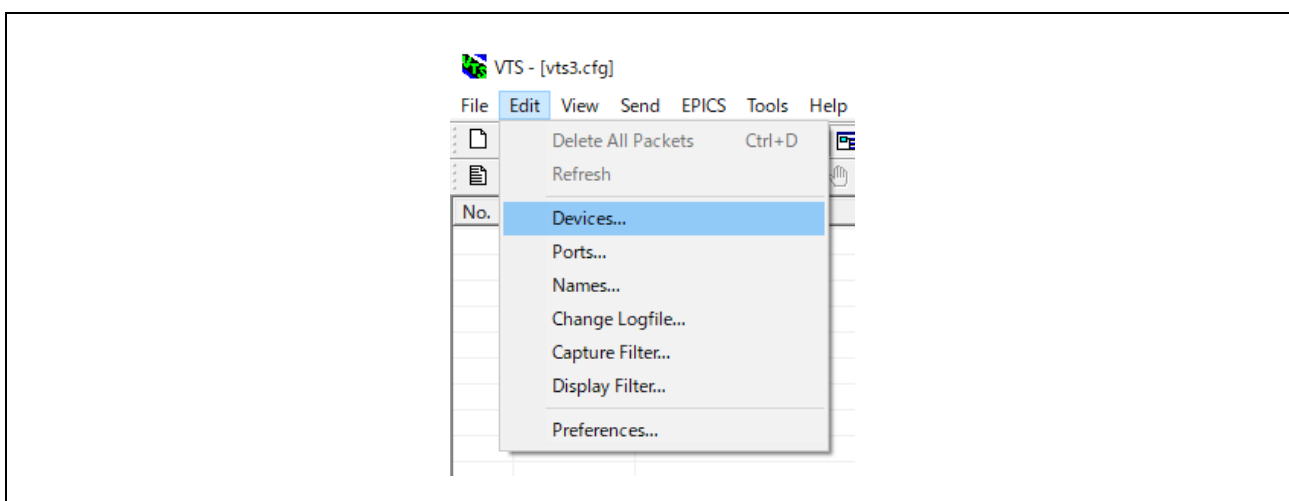 VTS - [vts3.cfg]
File Edit View Send EPICS Tools Help
Delete All Packets Ctrl+D
Refresh
No.
Devices...
Ports...
Names...
Change Logfile...
Capture Filter...
Display Filter...
Preferences...